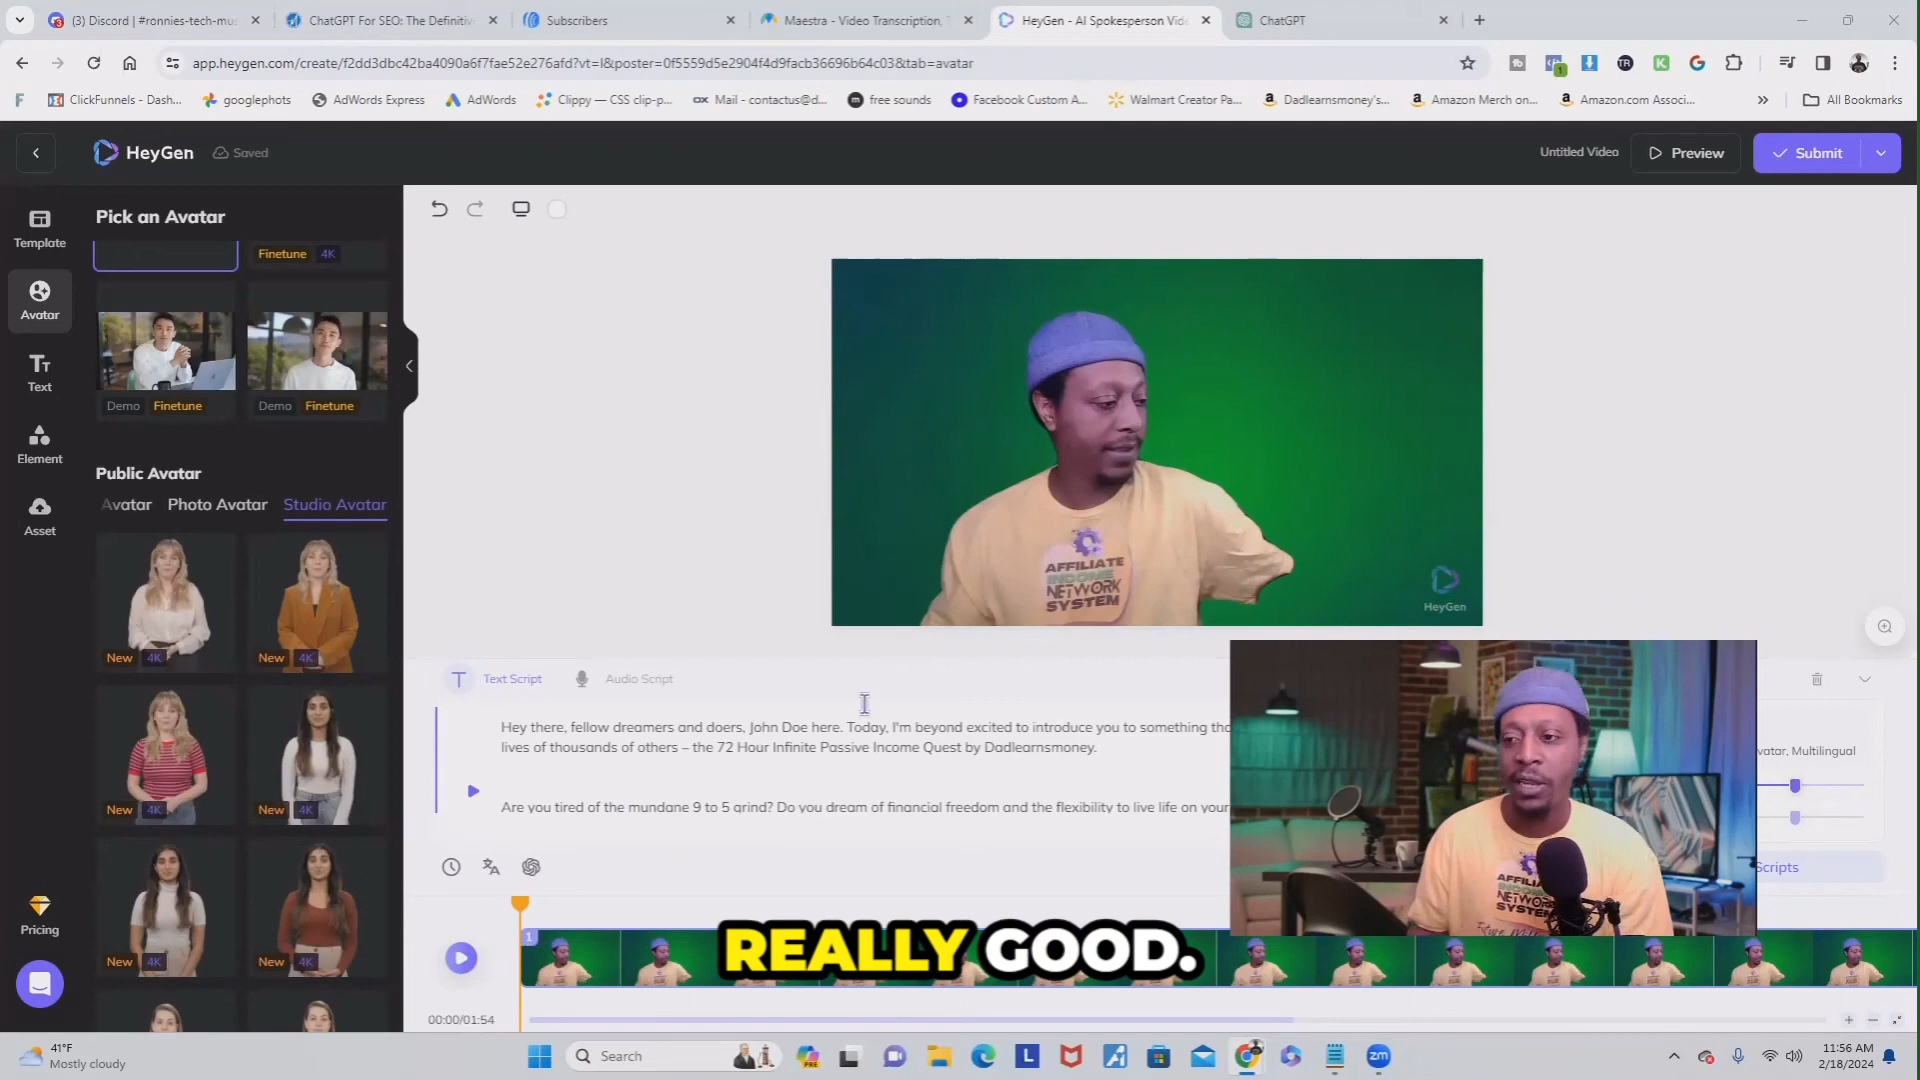 (3) Discord | #ronnies-tech-mus
ChatGPT For SEO: The Definitiv
Subscribers
Maestra - Video Transcription,
HeyGen - AI Spokesperson Vide
ChatGPT
app.heygen.com/create/f2dd3dbc42ba4090a6f7fae52e276afd?vt=l&poster=0f5559d5e2904f4d9facb36696b64c03&tab=avatar
ClickFunnels - Dash...
googlephots
AdWords Express
AdWords
Clippy — CSS clip-p...
Mail - contactus@d...
free sounds
Facebook Custom A...
Walmart Creator Pa...
Dadlearnsmoney's...
Amazon Merch on...
Amazon.com Associ...
All Bookmarks
HeyGen
Saved
Untitled Video
Preview
Submit
Template
Avatar
Text
Element
Asset
Pricing
Pick an Avatar
Finetune 4K
Demo Finetune
Demo Finetune
Public Avatar
Avatar
Photo Avatar
Studio Avatar
New 4K
New 4K
New 4K
New 4K
New 4K
New 4K
AFFILIATE
INCOME
NETWORK
SYSTEM
HeyGen
Text Script
Audio Script
Hey there, fellow dreamers and doers, John Doe here. Today, I'm beyond excited to introduce you to something tha
lives of thousands of others – the 72 Hour Infinite Passive Income Quest by Dadlearnsmoney.
Are you tired of the mundane 9 to 5 grind? Do you dream of financial freedom and the flexibility to live life on your
vatar, Multilingual
Scripts
1
REALLY GOOD.
00:00/01:54
41°F
Mostly cloudy
Search
PRE
L
zm
11:56 AM
2/18/2024